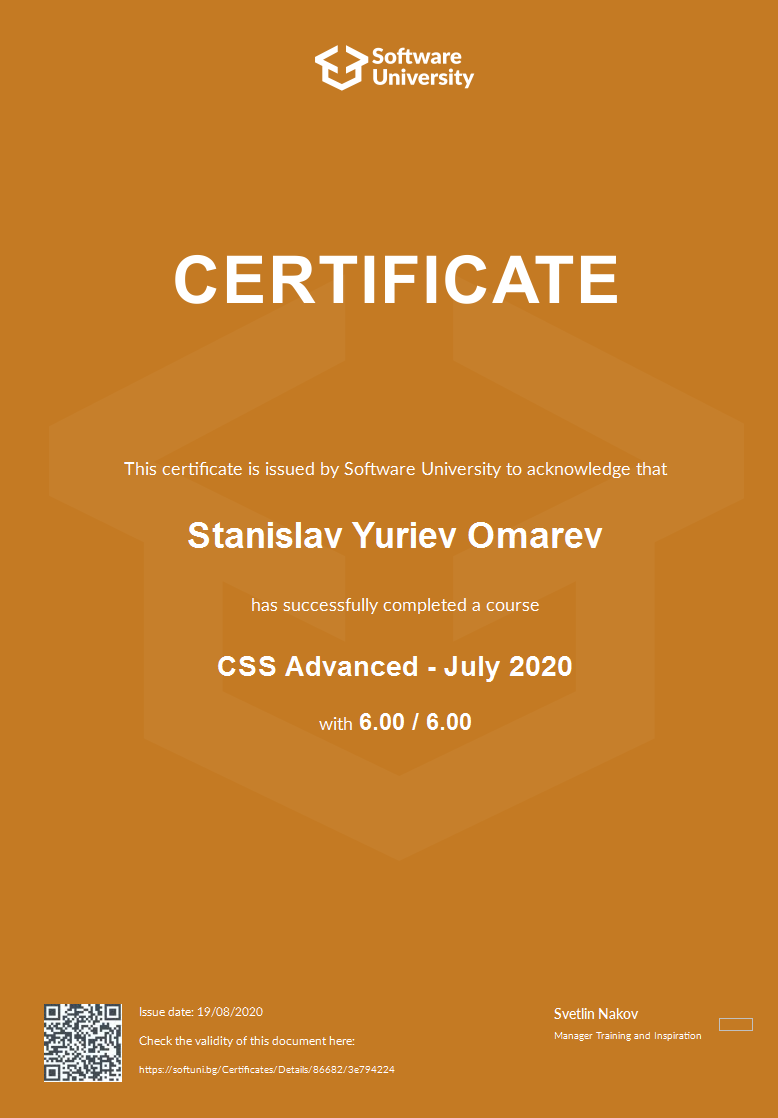 Software
University
CERTIFICATE
This certificate is issued by Software University to acknowledge that
Stanislav Yuriev Omarev
has successfully completed a course
CSS Advanced - July 2020
with 6.00 / 6.00
Issue date: 19/08/2020
Check the validity of this document here:
https://softuni.bg/Certificates/Details/86682/3e794224
Svetlin Nakov
Manager Training and Inspiration